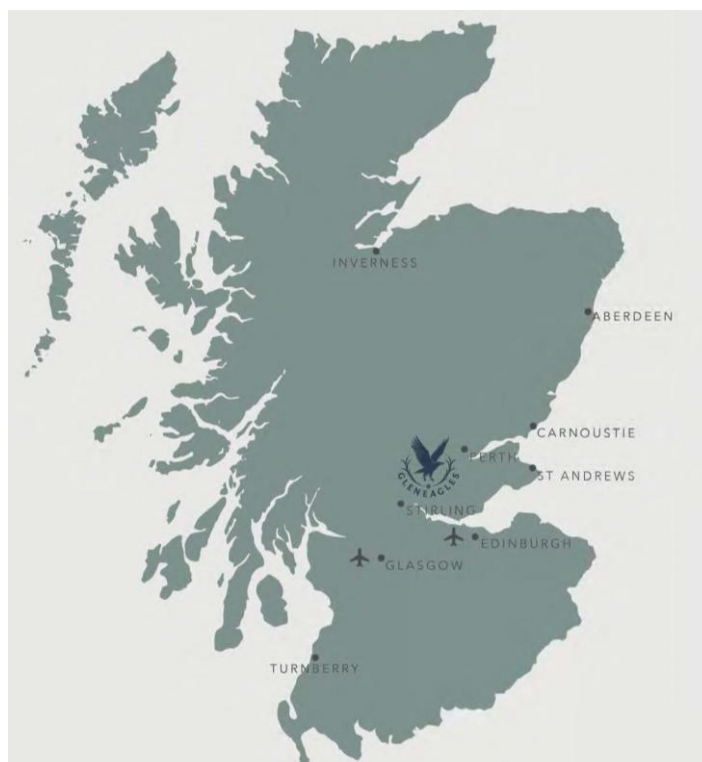 INVERNESS
ABERDEEN
CARNOUSTIE
PERTH
GLENEAGLES
ST ANDREWS
STIRLING
EDINBURGH
GLASGOW
TURNBERRY